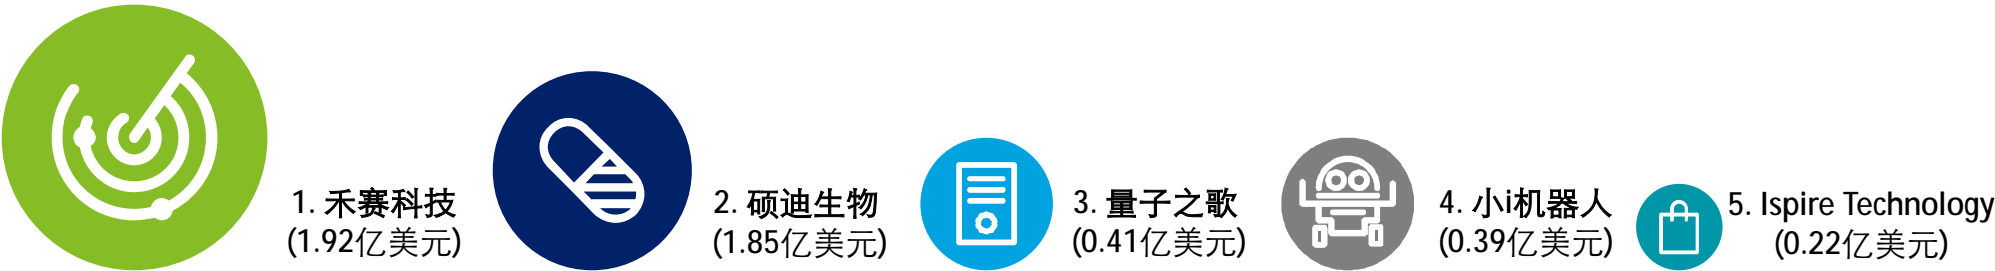 1. 禾赛科技
(1.92亿美元)
2. 硕迪生物
(1.85亿美元)
3. 量子之歌
(0.41亿美元)
4. 小i机器人
(0.39亿美元)
5. Ispire Technology
(0.22亿美元)